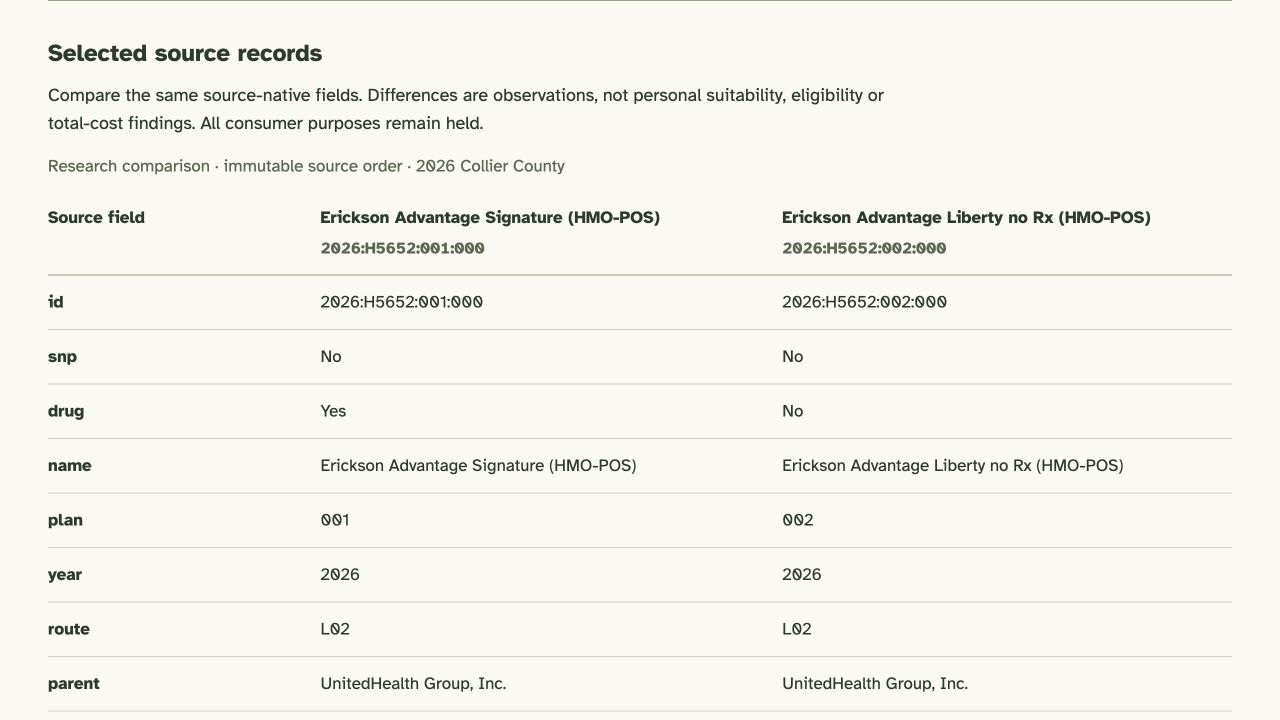 Selected source records
Compare the same source-native fields. Differences are observations, not personal suitability, eligibility or
total-cost findings. All consumer purposes remain held.
Research comparison · immutable source order · 2026 Collier County
Source field Erickson Advantage Signature (HMO-POS) Erickson Advantage Liberty no Rx (HMO-POS)
2026:H5652:001:000 2026:H5652:002:000
id 2026:H5652:001:000 2026:H5652:002:000
snp No No
drug Yes No
name Erickson Advantage Signature (HMO-POS) Erickson Advantage Liberty no Rx (HMO-POS)
plan 001 002
year 2026 2026
route L02 L02
parent UnitedHealth Group, Inc. UnitedHealth Group, Inc.